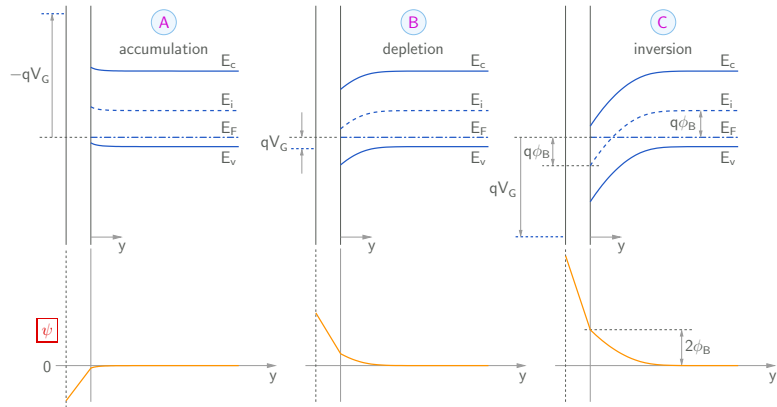 A
accumulation
−qV_G
E_c
E_i
E_F
E_v
y
B
depletion
qV_G
E_c
E_i
E_F
E_v
y
C
inversion
qV_G
qϕ_B
qϕ_B
E_c
E_i
E_F
E_v
y
ψ
0
y
y
2ϕ_B
y